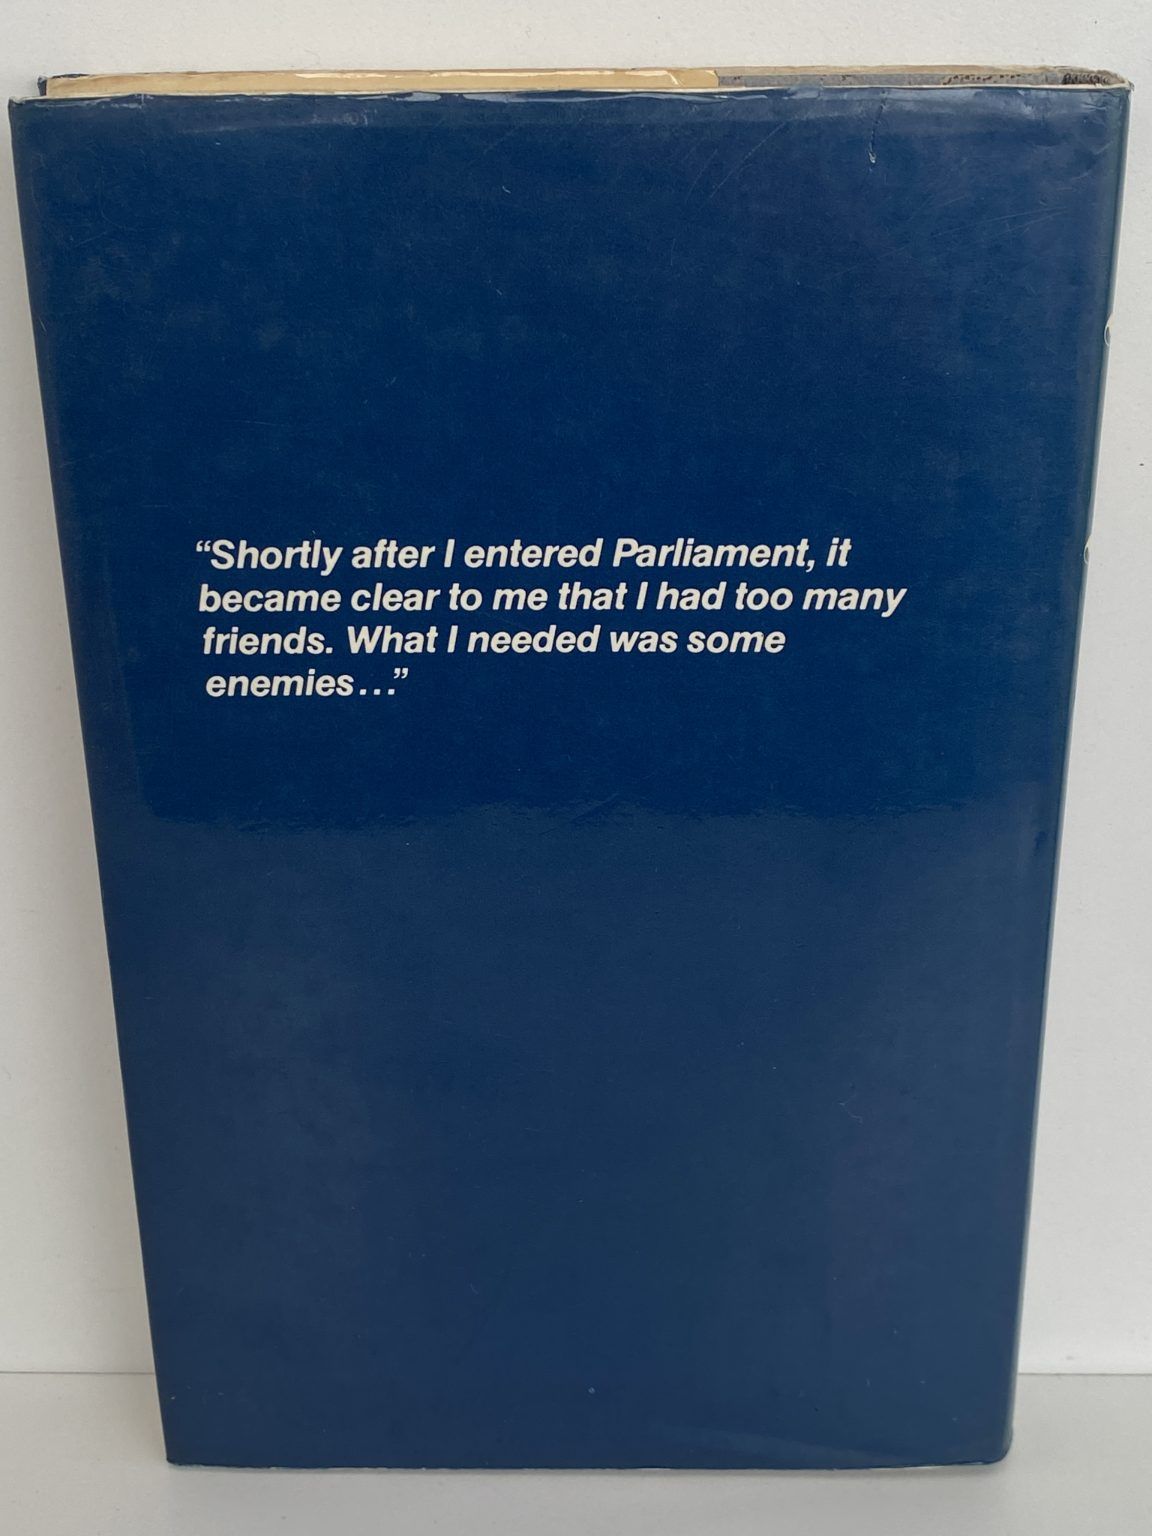 “Shortly after I entered Parliament, it
became clear to me that I had too many
friends. What I needed was some
enemies...”